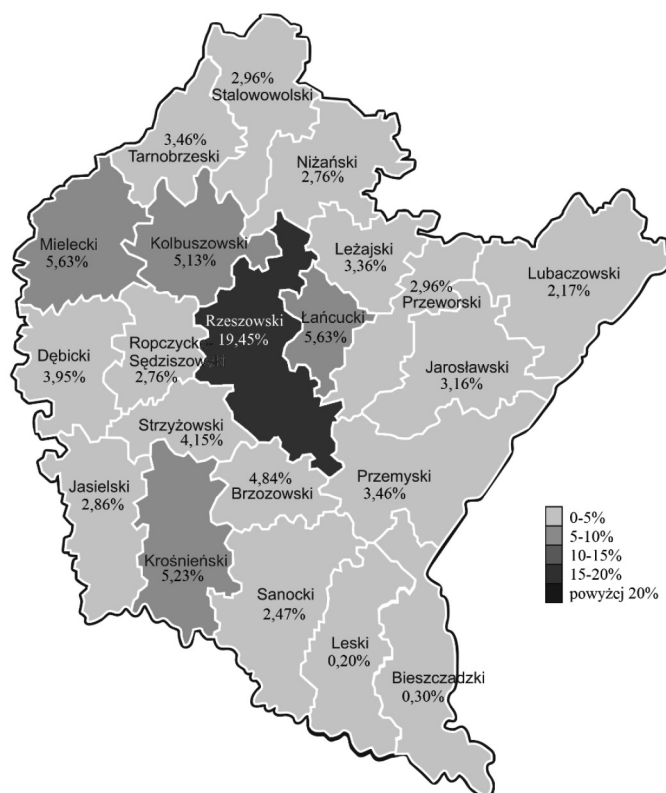 2,96%
Stalowowolski
3,46%
Tarnobrzeski
Niżański
2,76%
Mielecki
5,63%
Kolbuszowski
5,13%
Leżajski
3,36%
2,96%
Przeworski
Lubaczowski
2,17%
Rzeszowski
19,45%
Łańcucki
5,63%
Dębicki
3,95%
Ropczycko
Sędziszowski
2,76%
Jarosławski
3,16%
Strzyżowski
4,15%
Jasielski
2,86%
4,84%
Brzozowski
Przemyski
3,46%
Krośnieński
5,23%
Sanocki
2,47%
Leski
0,20%
Bieszczadzki
0,30%
0-5%
5-10%
10-15%
15-20%
powyżej 20%